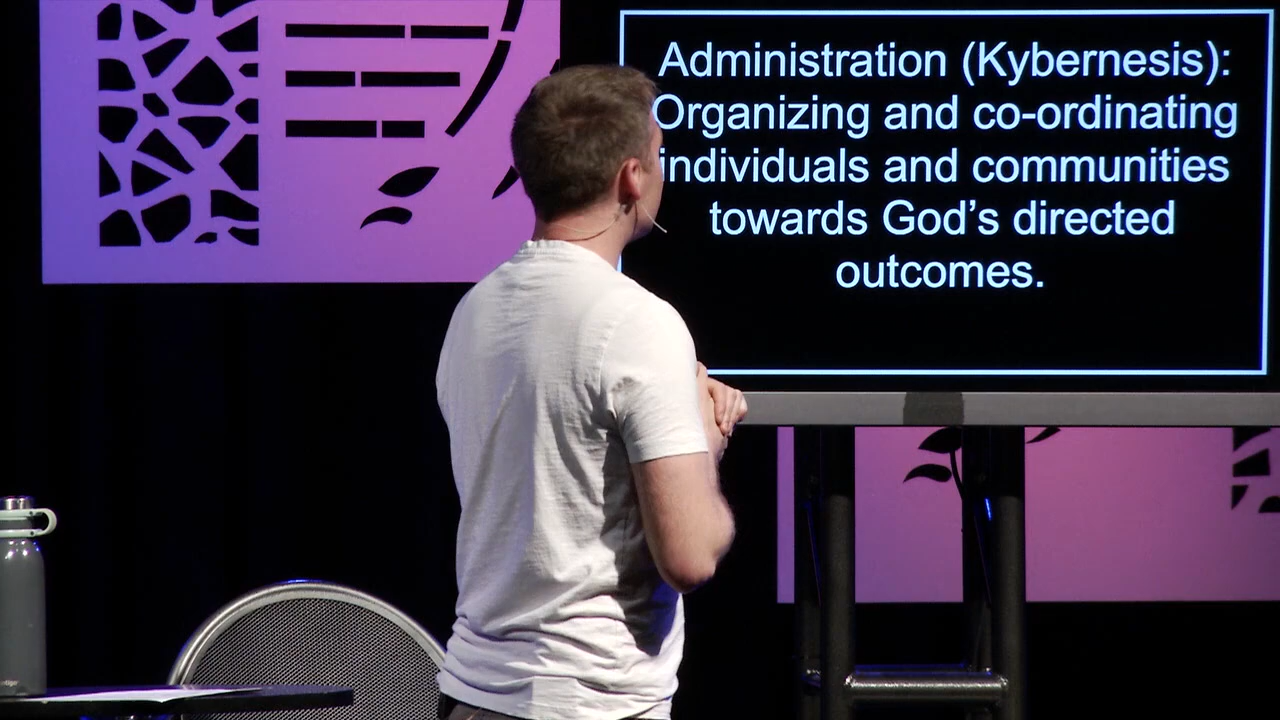 Administration (Kybernesis):
Organizing and co-ordinating
individuals and communities
towards God's directed
outcomes.